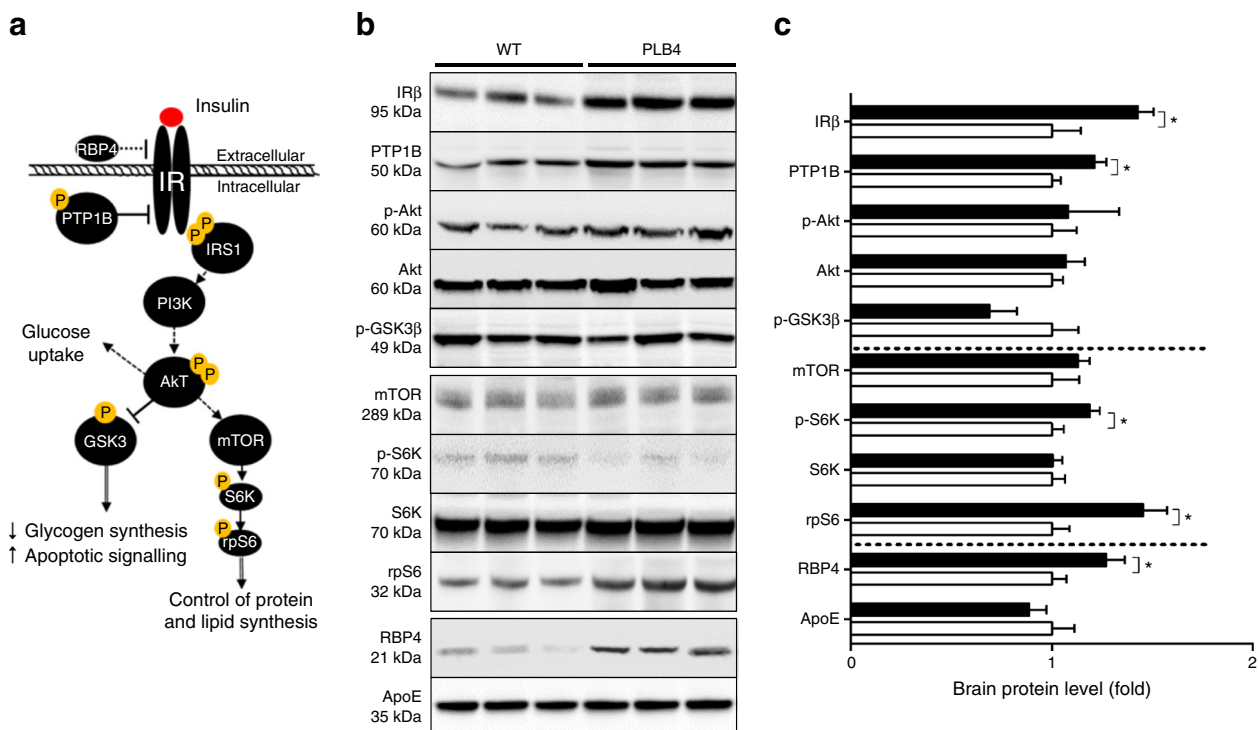 a
Insulin
RBP4
Extracellular
Intracellular
IR
P
PTP1B
P
P
IRS1
PI3K
Glucose
uptake
AkT
P
P
P
GSK3
mTOR
P
S6K
P
rpS6
↓ Glycogen synthesis
↑ Apoptotic signalling
Control of protein
and lipid synthesis
b
WT
PLB4
IRβ
95 kDa
PTP1B
50 kDa
p-Akt
60 kDa
Akt
60 kDa
p-GSK3β
49 kDa
mTOR
289 kDa
p-S6K
70 kDa
S6K
70 kDa
rpS6
32 kDa
RBP4
21 kDa
ApoE
35 kDa
c
IRβ
*
PTP1B
*
p-Akt
Akt
p-GSK3β
mTOR
p-S6K
*
S6K
rpS6
*
RBP4
*
ApoE
0 1 2
Brain protein level (fold)